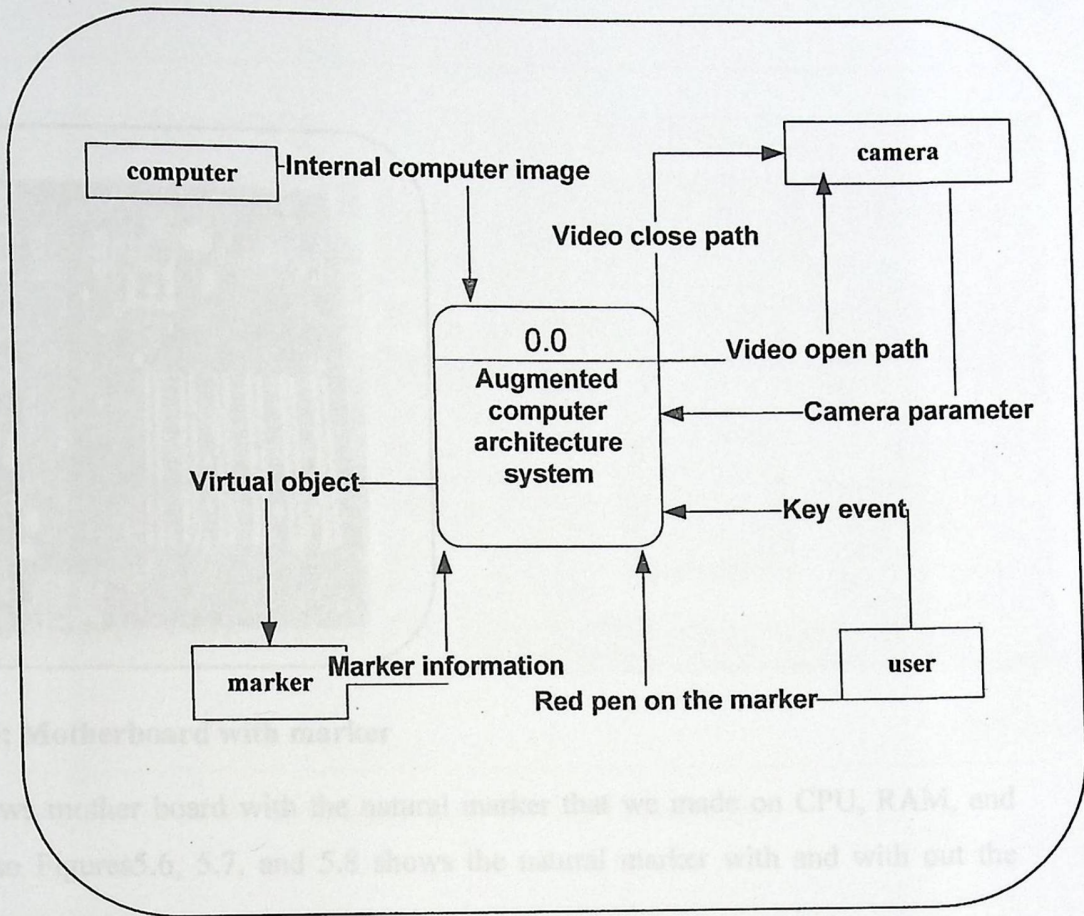 computer
Internal computer image
camera
Video close path
0.0
Augmented
computer
architecture
system
Video open path
Camera parameter
Virtual object
Key event
marker
Marker information
user
Red pen on the marker
: Motherboard with marker
mother board with the natural marker that we made on CPU, RAM, and
Figures5.6, 5.7, and 5.8 shows the natural marker with and with out the